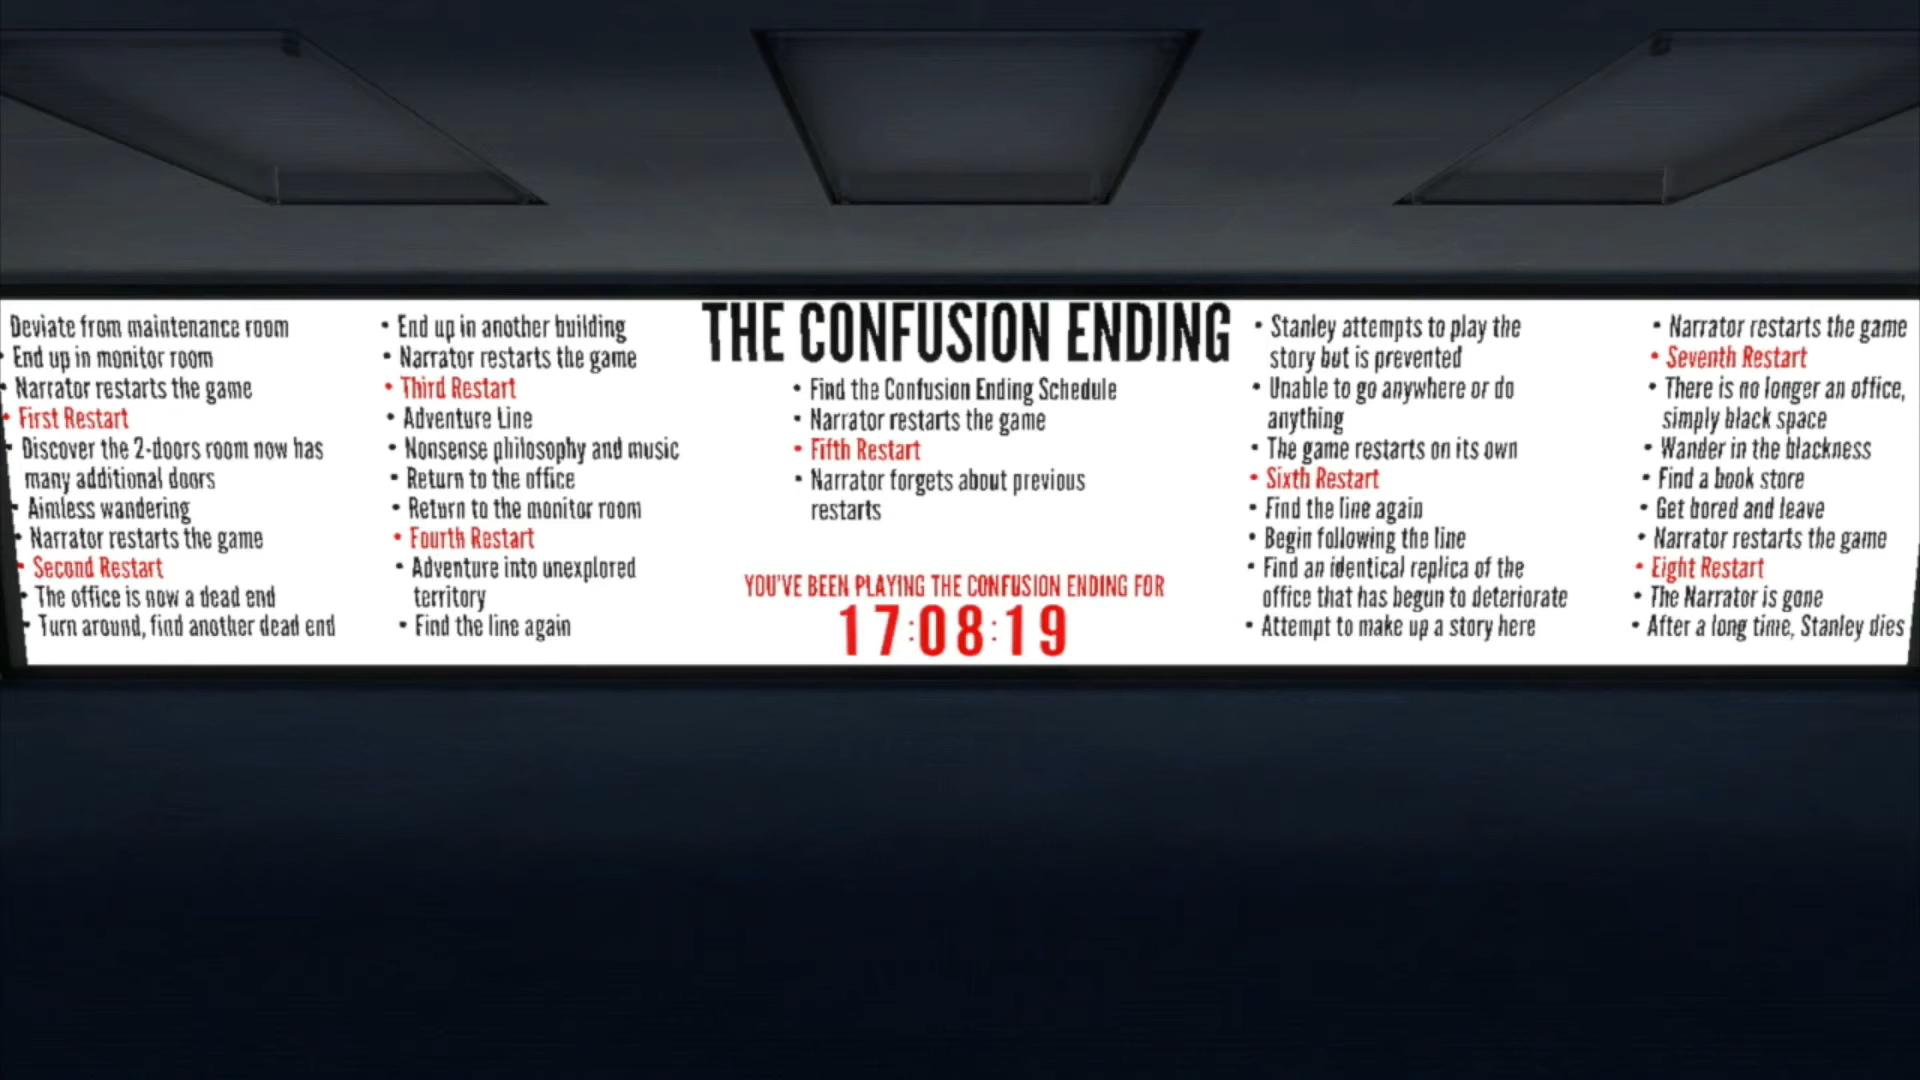 Deviate from maintenance room
• End up in monitor room
• Narrator restarts the game
• First Restart
• Discover the 2-doors room now has
many additional doors
• Aimless wandering
• Narrator restarts the game
• Second Restart
• The office is now a dead end
• Turn around, find another dead end
• End up in another building
• Narrator restarts the game
• Third Restart
• Adventure Line
• Nonsense philosophy and music
• Return to the office
• Return to the monitor room
• Fourth Restart
• Adventure into unexplored
territory
• Find the line again
THE CONFUSION ENDING
• Find the Confusion Ending Schedule
• Narrator restarts the game
• Fifth Restart
• Narrator forgets about previous
restarts
YOU'VE BEEN PLAYING THE CONFUSION ENDING FOR
17:08:19
• Stanley attempts to play the
story but is prevented
• Unable to go anywhere or do
anything
• The game restarts on its own
• Sixth Restart
• Find the line again
• Begin following the line
• Find an identical replica of the
office that has begun to deteriorate
• Attempt to make up a story here
• Narrator restarts the game
• Seventh Restart
• There is no longer an office,
simply black space
• Wander in the blackness
• Find a book store
• Get bored and leave
• Narrator restarts the game
• Eight Restart
• The Narrator is gone
• After a long time, Stanley dies